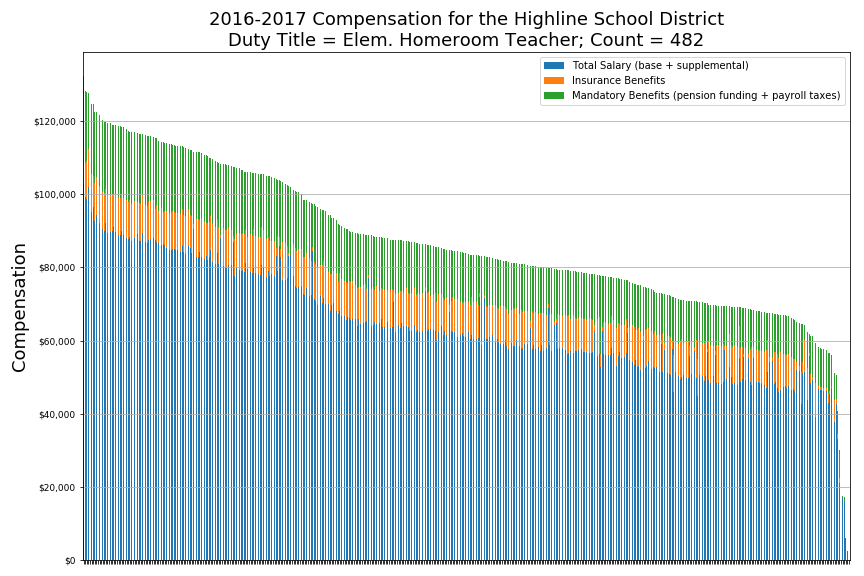 2016-2017 Compensation for the Highline School District
Duty Title = Elem. Homeroom Teacher; Count = 482
Total Salary (base + supplemental)
Insurance Benefits
Mandatory Benefits (pension funding + payroll taxes)
$120,000
$100,000
$80,000
$60,000
$40,000
$20,000
$0
Compensation